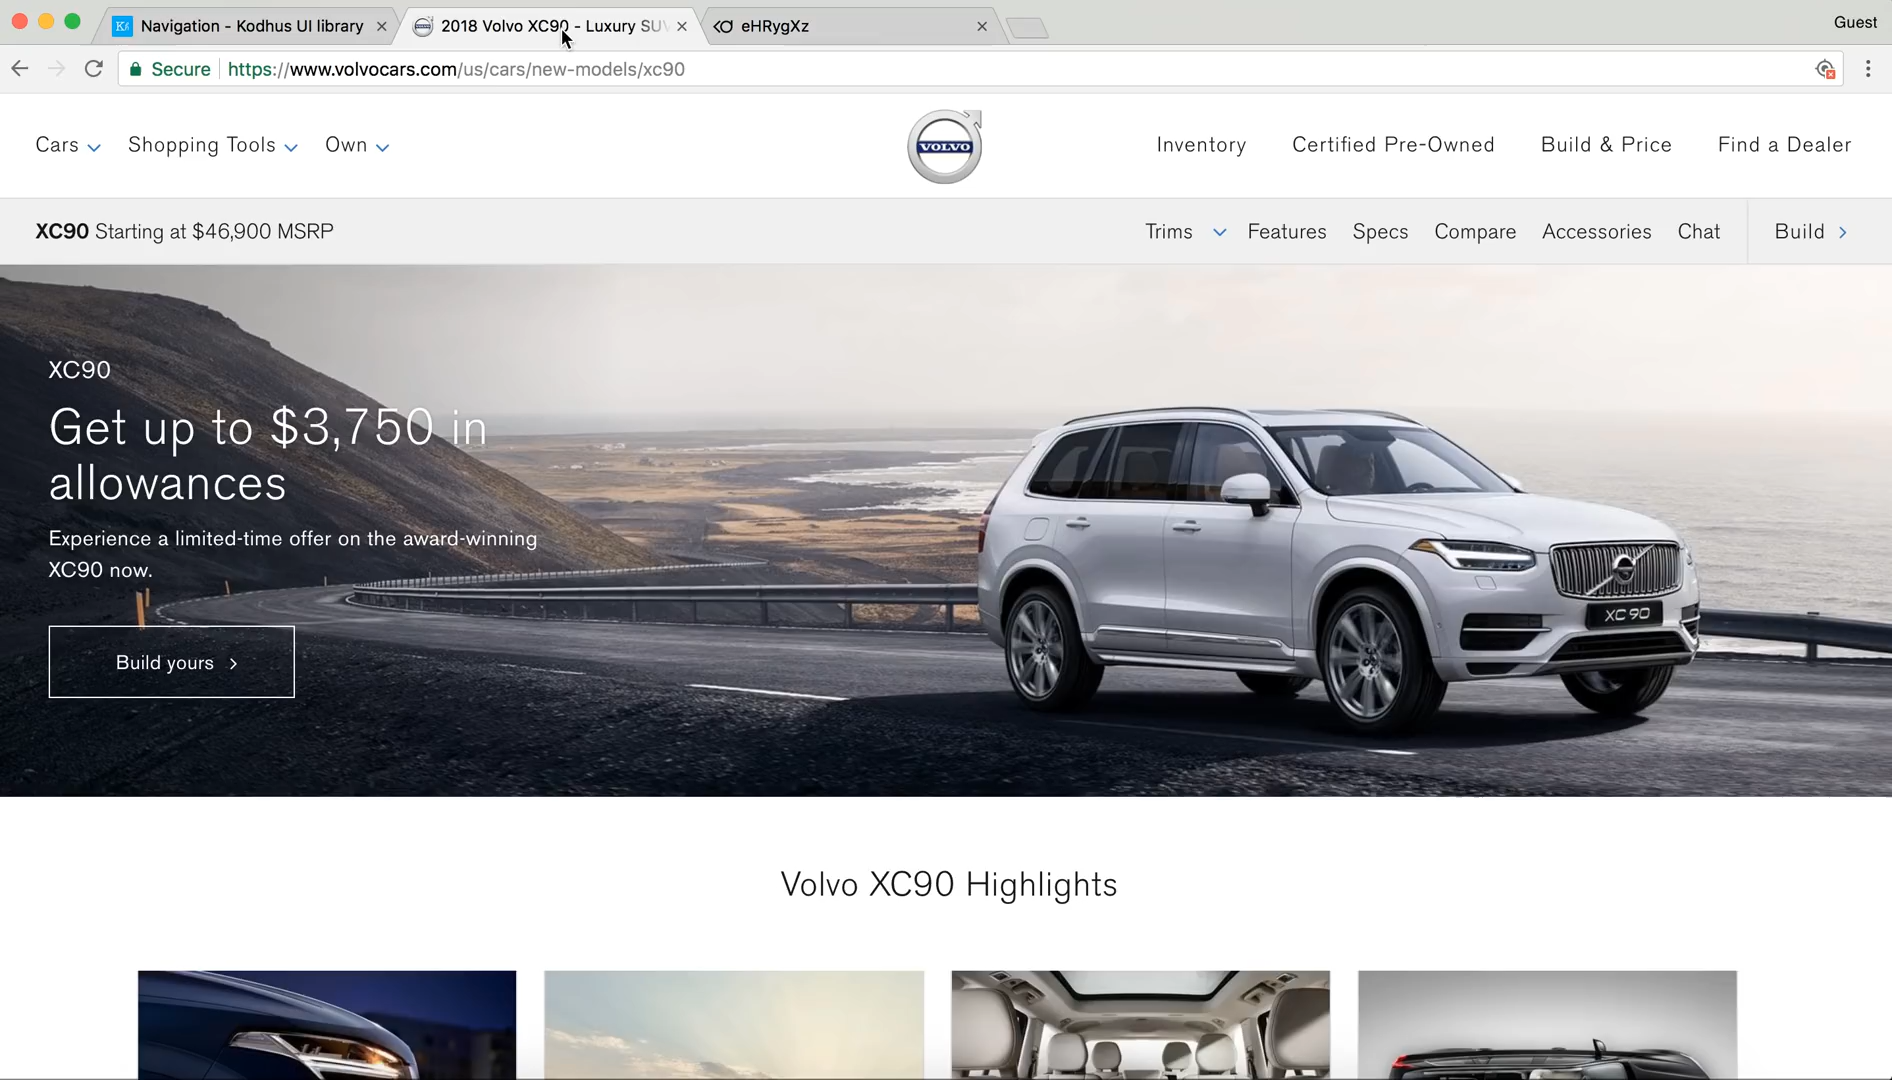 Navigation - Kodhus UI library
2018 Volvo XC90 - Luxury SUV
eHRygXz
Guest
Secure
https://www.volvocars.com/us/cars/new-models/xc90
Cars
Shopping Tools
Own
VOLVO
Inventory
Certified Pre-Owned
Build & Price
Find a Dealer
XC90 Starting at $46,900 MSRP
Trims
Features
Specs
Compare
Accessories
Chat
Build
XC90
Get up to $3,750 in
allowances
Experience a limited-time offer on the award-winning
XC90 now.
Build yours
XC 90
Volvo XC90 Highlights